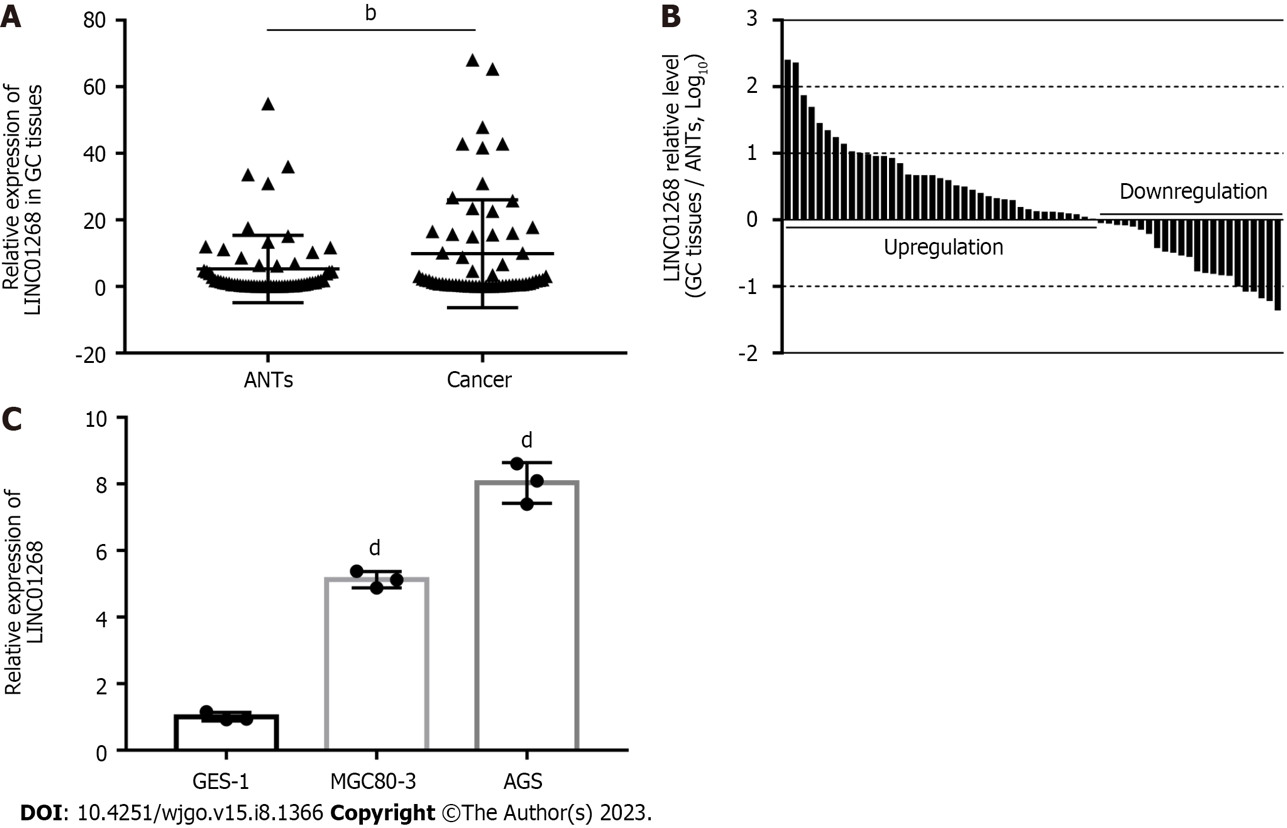 A
b
80
60
40
20
0
-20
Relative expression of
LINC01268 in GC tissues
ANTs
Cancer
B
3
2
1
0
-1
-2
LINC01268 relative level
(GC tissues / ANTs, Log₁₀)
Downregulation
Upregulation
C
10
8
6
4
2
0
Relative expression of
LINC01268
d
d
GES-1
MGC80-3
AGS
DOI: 10.4251/wjgo.v15.i8.1366 Copyright ©The Author(s) 2023.